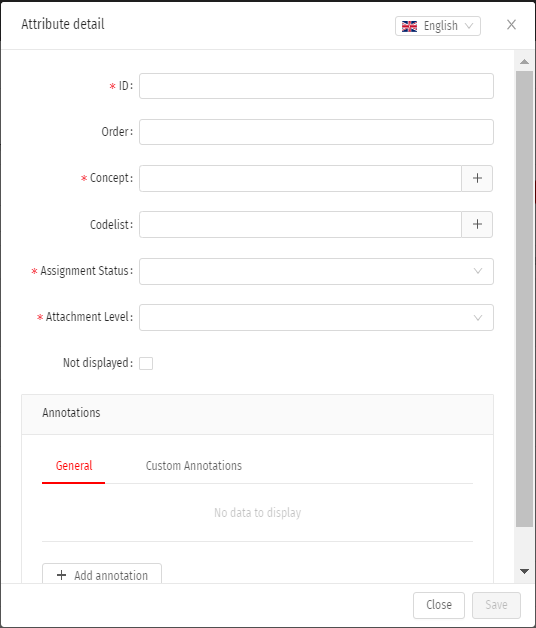 Attribute detail
English
* ID:
Order:
* Concept:
Codelist:
* Assignment Status:
* Attachment Level:
Not displayed:
Annotations
General Custom Annotations
No data to display
+ Add annotation
Close Save